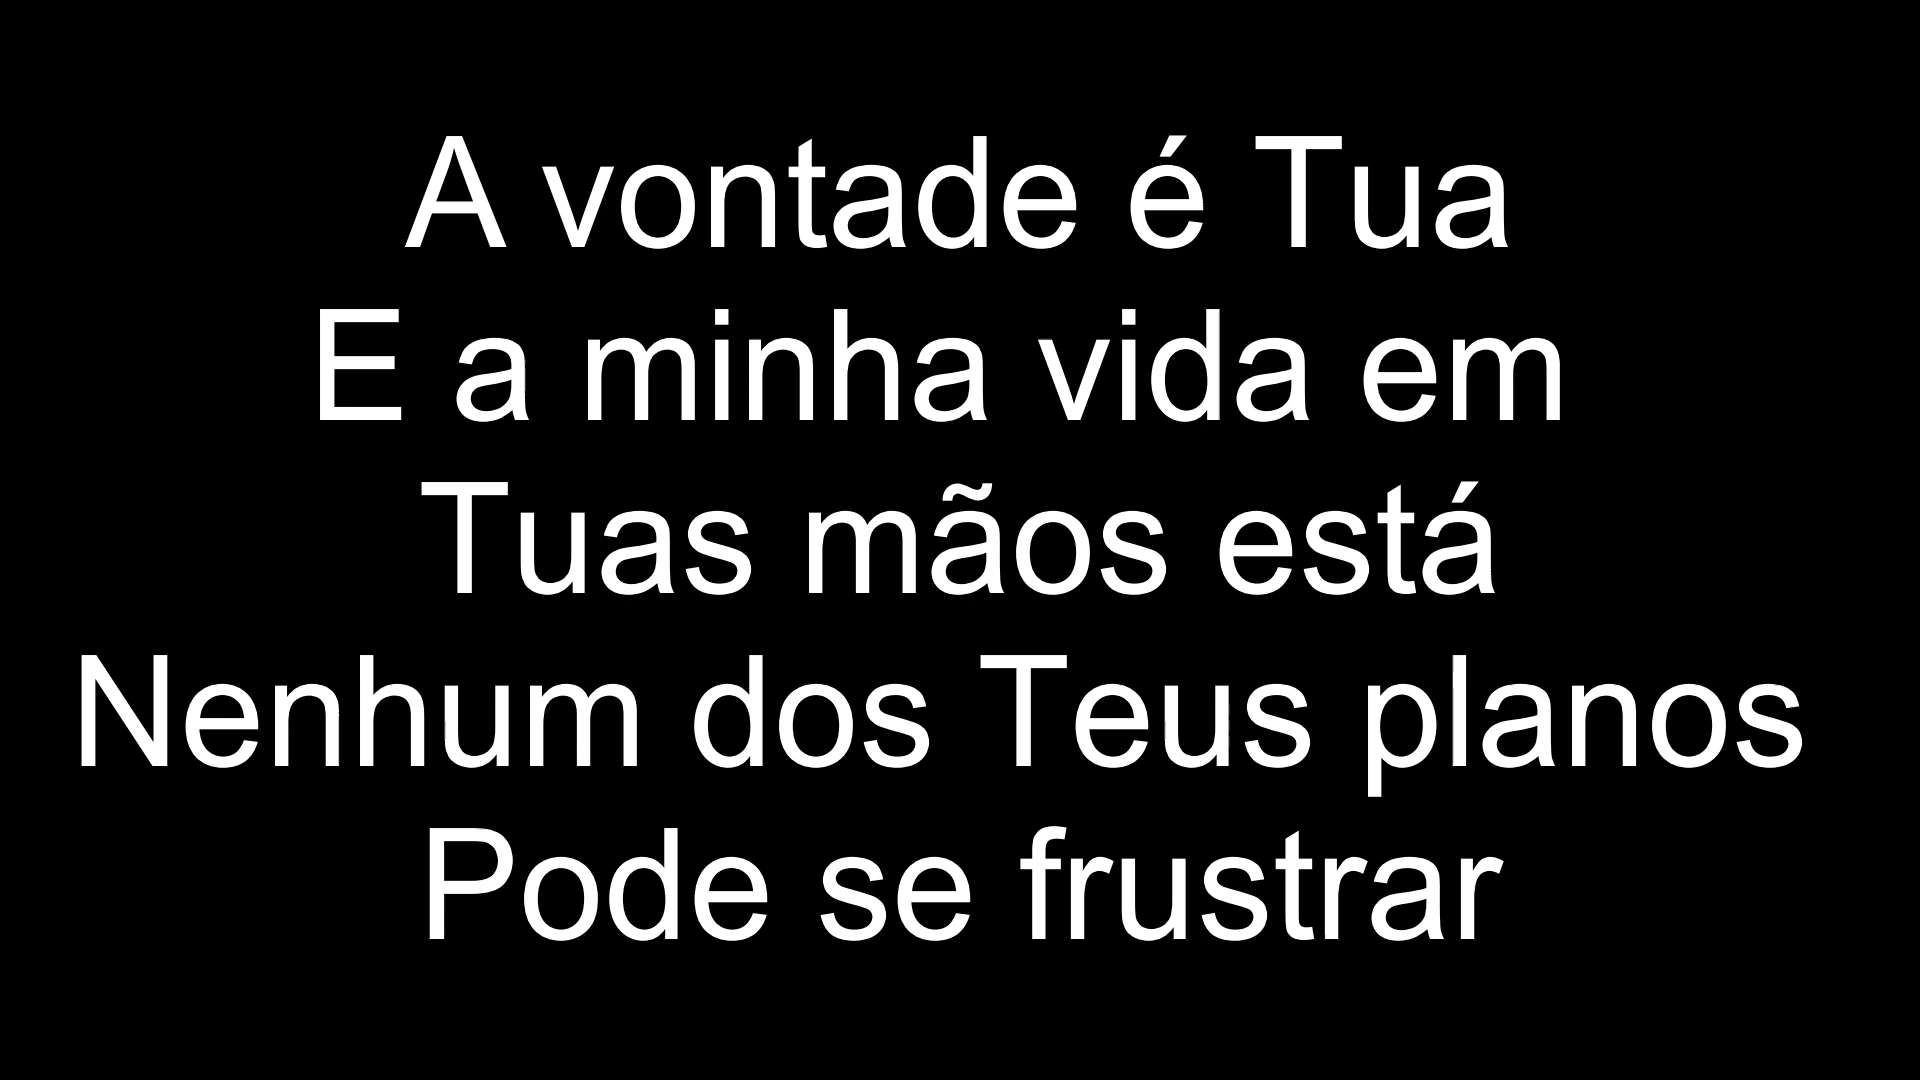 A vontade é Tua
E a minha vida em
Tuas mãos está
Nenhum dos Teus planos
Pode se frustrar